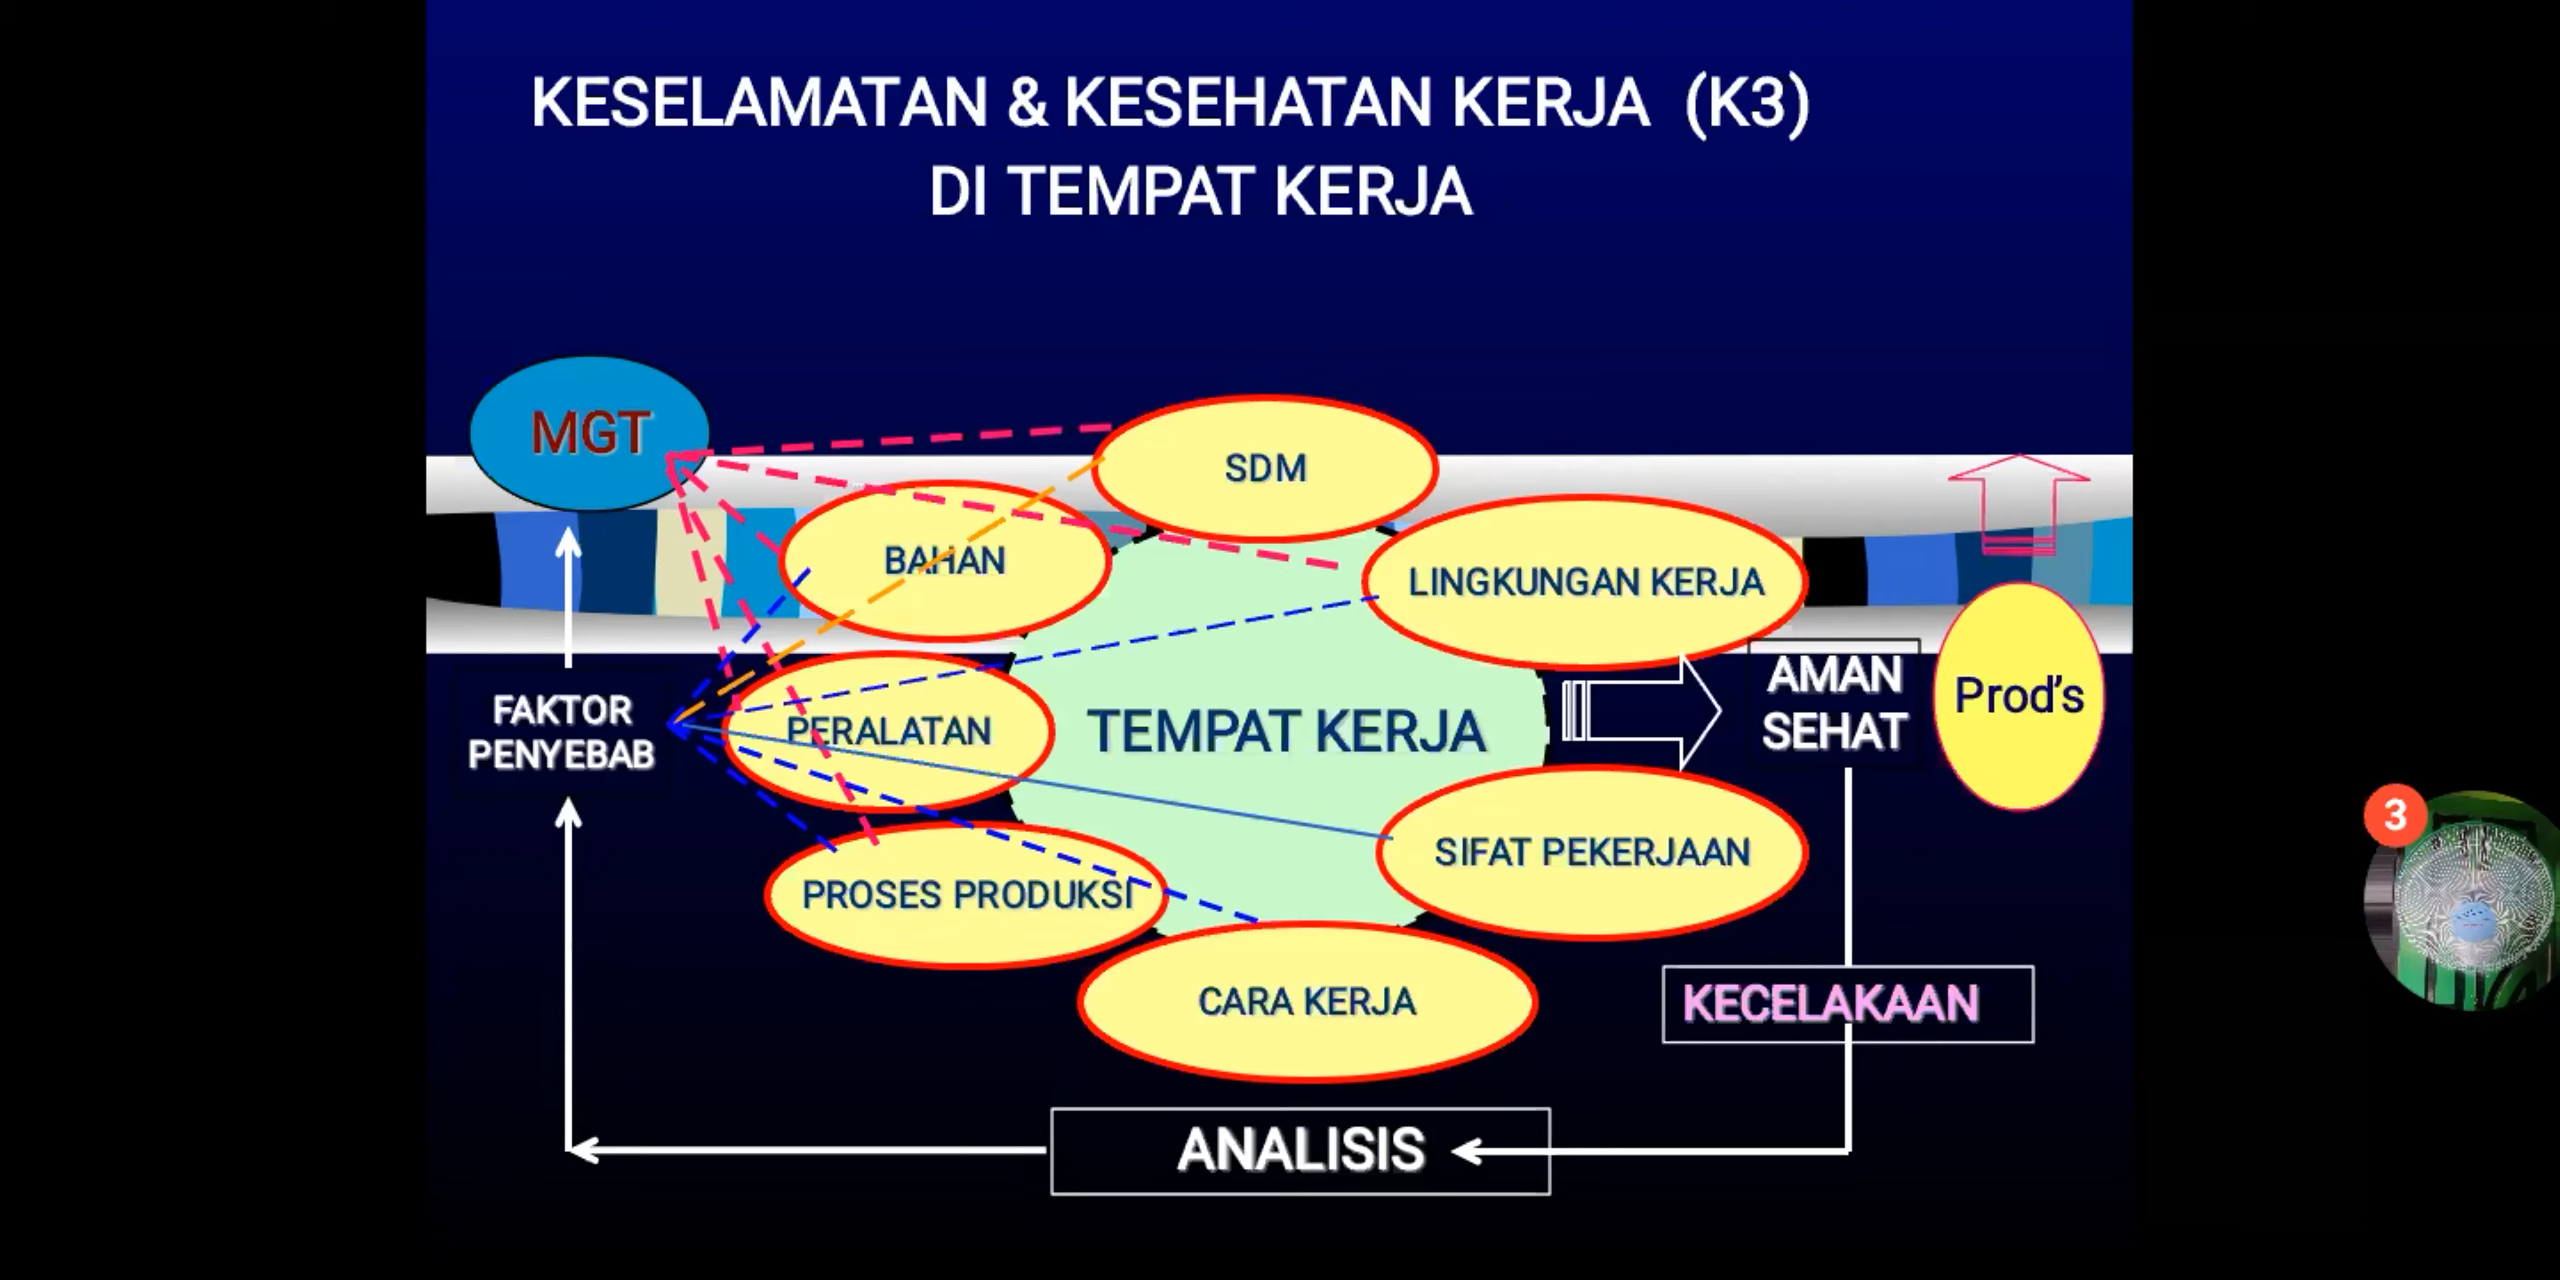 KESELAMATAN & KESEHATAN KERJA (K3)
DI TEMPAT KERJA
MGT
SDM
BAHAN
LINGKUNGAN KERJA
FAKTOR
PENYEBAB
PERALATAN
TEMPAT KERJA
AMAN
SEHAT
Prod's
PROSES PRODUKSI
SIFAT PEKERJAAN
CARA KERJA
KECELAKAAN
ANALISIS
3